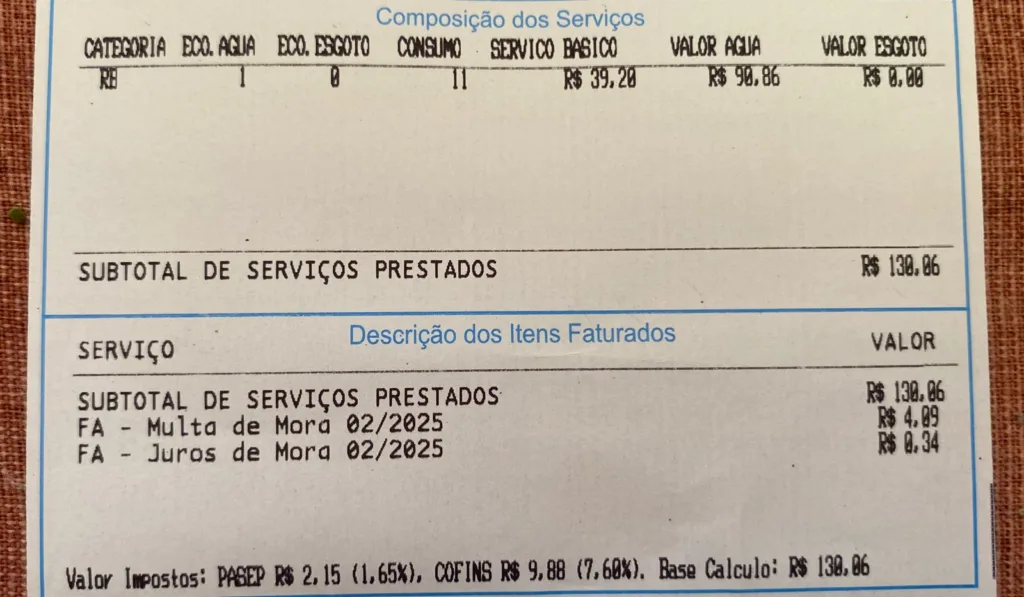 Composição dos Serviços
CATEGORIA ECO. AGUA ECO. ESGOTO CONSUMO SERVICO BASICO VALOR AGUA VALOR ESGOTO
RB 1 0 11 R$ 39,20 R$ 90,86 R$ 0,00
SUBTOTAL DE SERVIÇOS PRESTADOS R$ 130,06
Descrição dos Itens Faturados
SERVIÇO VALOR
SUBTOTAL DE SERVIÇOS PRESTADOS R$ 130,06
FA - Multa de Mora 02/2025 R$ 4,09
FA - Juros de Mora 02/2025 R$ 0,34
Valor Impostos: PASEP R$ 2,15 (1,65%), COFINS R$ 9,88 (7,60%). Base Calculo: R$ 130,06